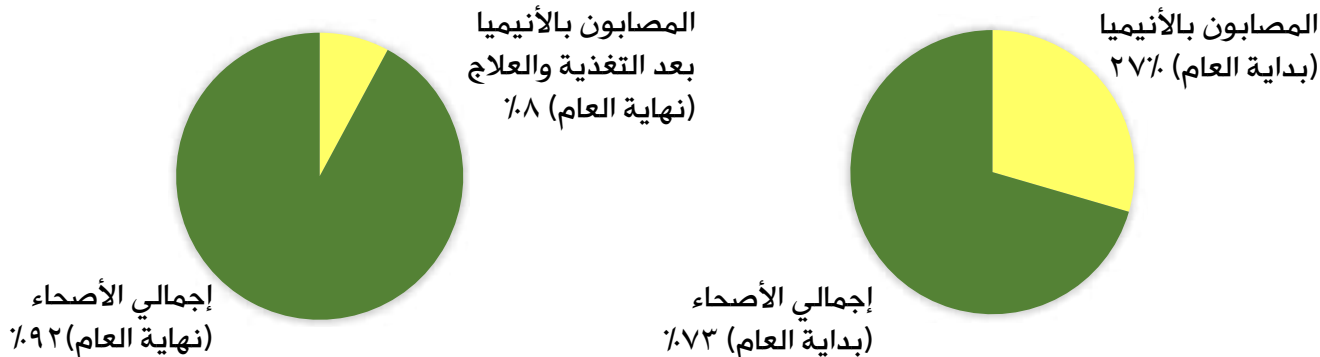 المصابون بالأنيميا
(بداية العام) ٢٧٪
إجمالي الأصحاء
(بداية العام) ٧٣٪
المصابون بالأنيميا
بعد التغذية والعلاج
(نهاية العام) ٨٪
إجمالي الأصحاء
(نهاية العام)٩٢٪